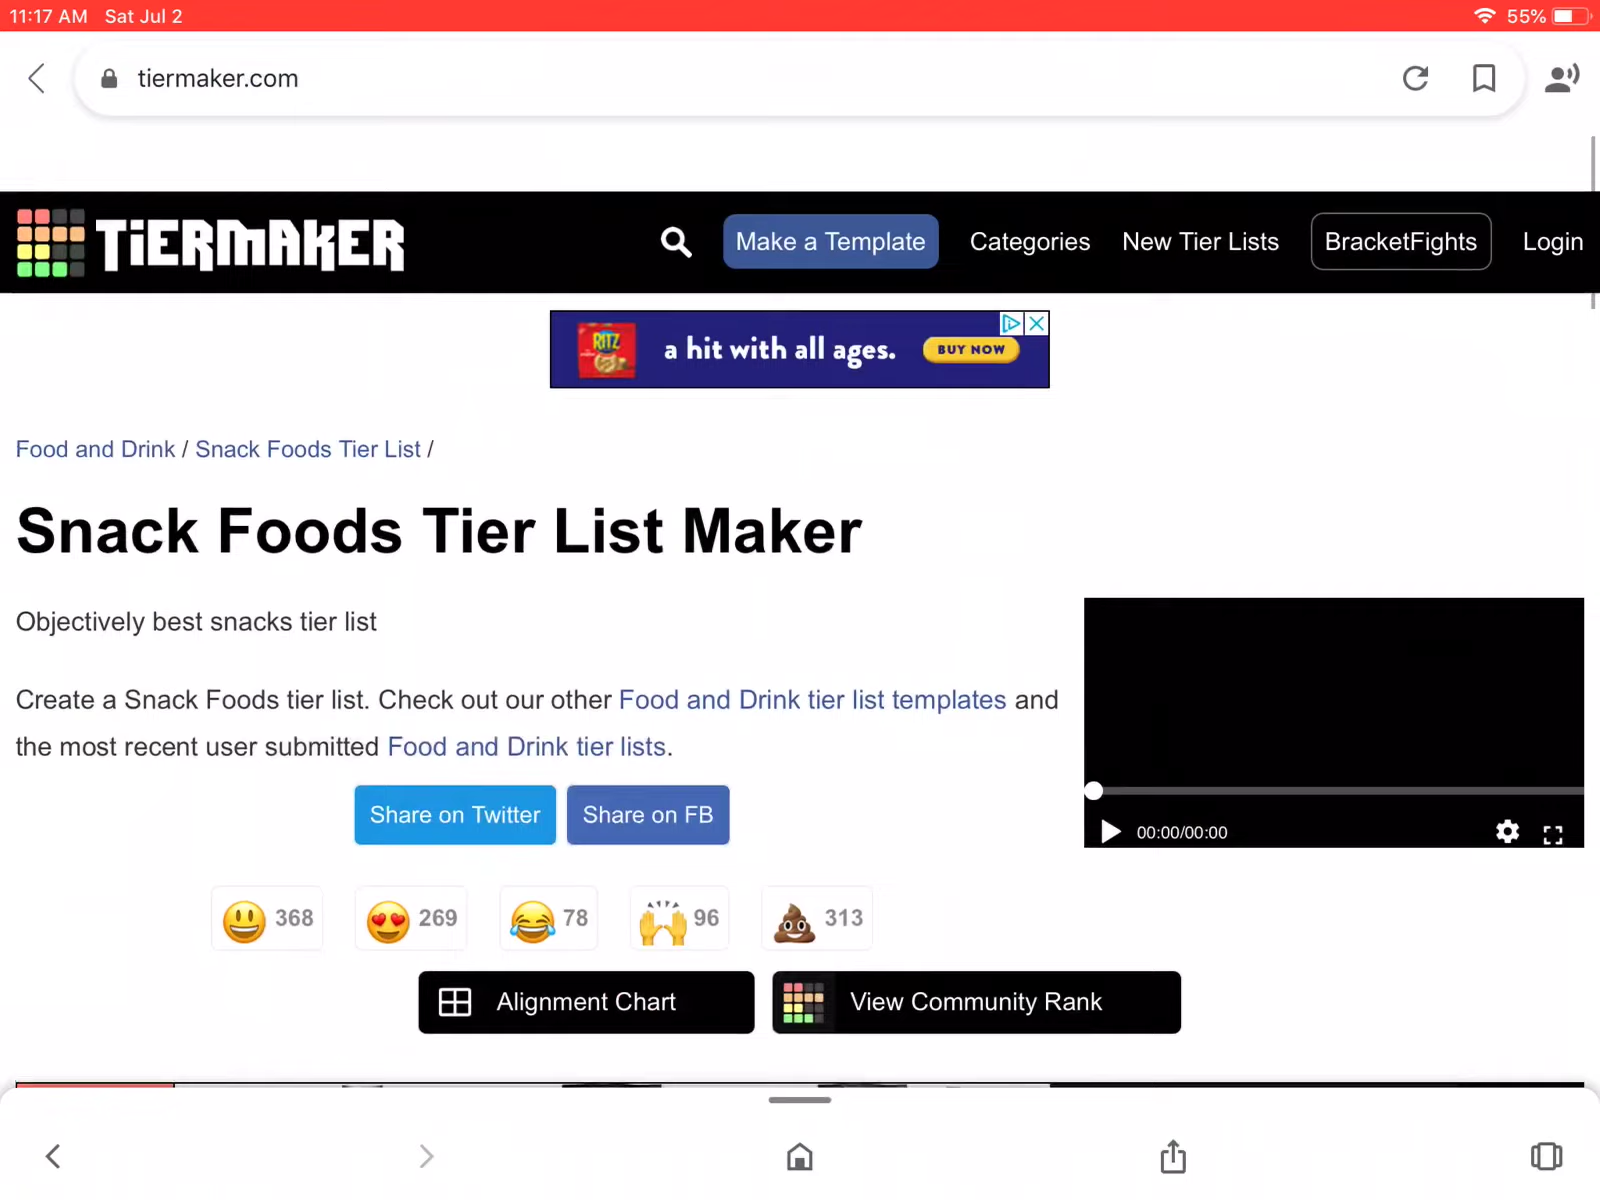 11:17 AM Sat Jul 2
55%
tiermaker.com
TiERMAKER
Make a Template
Categories
New Tier Lists
BracketFights
Login
RITZ
a hit with all ages.
BUY NOW
Food and Drink / Snack Foods Tier List /
Snack Foods Tier List Maker
Objectively best snacks tier list
Create a Snack Foods tier list. Check out our other Food and Drink tier list templates and
the most recent user submitted Food and Drink tier lists.
Share on Twitter
Share on FB
00:00/00:00
368
269
78
96
313
Alignment Chart
View Community Rank